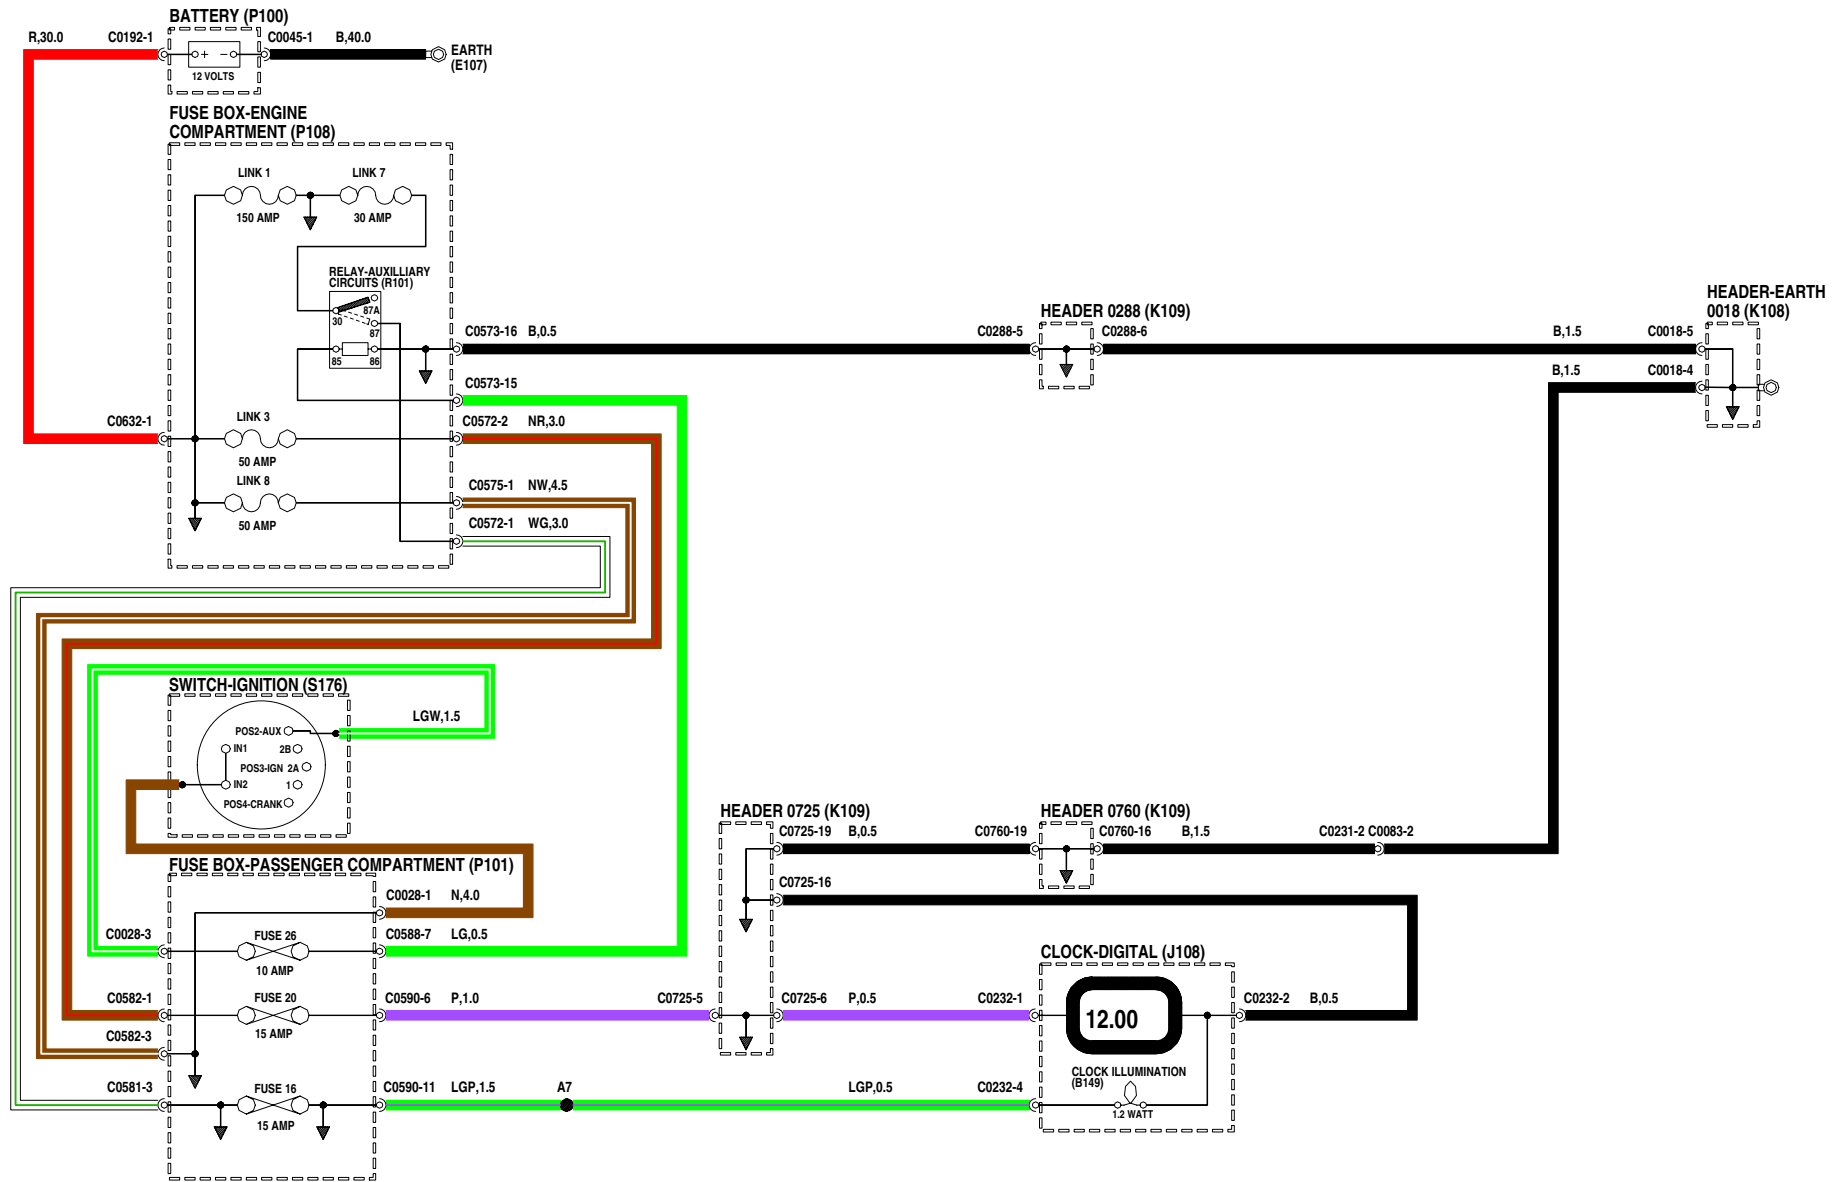 BATTERY (P100)
R,30.0 C0192-1 C0045-1 B,40.0
+ −
12 VOLTS
EARTH
(E107)
FUSE BOX-ENGINE
COMPARTMENT (P108)
LINK 1 LINK 7
150 AMP 30 AMP
RELAY-AUXILLIARY
CIRCUITS (R101)
87A
30
87
85 86
C0573-16 B,0.5
C0573-15
C0632-1
LINK 3
50 AMP
C0572-2 NR,3.0
LINK 8
50 AMP
C0575-1 NW,4.5
C0572-1 WG,3.0
HEADER 0288 (K109)
C0288-5 C0288-6
HEADER-EARTH
0018 (K108)
B,1.5 C0018-5
B,1.5 C0018-4
SWITCH-IGNITION (S176)
LGW,1.5
POS2-AUX
IN1 2B
POS3-IGN 2A
IN2 1
POS4-CRANK
FUSE BOX-PASSENGER COMPARTMENT (P101)
C0028-1 N,4.0
C0028-3
FUSE 26
10 AMP
C0588-7 LG,0.5
C0582-1
FUSE 20
15 AMP
C0590-6 P,1.0
C0582-3
C0581-3
FUSE 16
15 AMP
C0590-11 LGP,1.5
A7
LGP,0.5 C0232-4
HEADER 0725 (K109)
C0725-19 B,0.5
C0725-16
C0725-5
C0725-6 P,0.5
HEADER 0760 (K109)
C0760-19
C0760-16 B,1.5
C0231-2 C0083-2
CLOCK-DIGITAL (J108)
C0232-1
12.00
C0232-2 B,0.5
CLOCK ILLUMINATION
(B149)
1.2 WATT